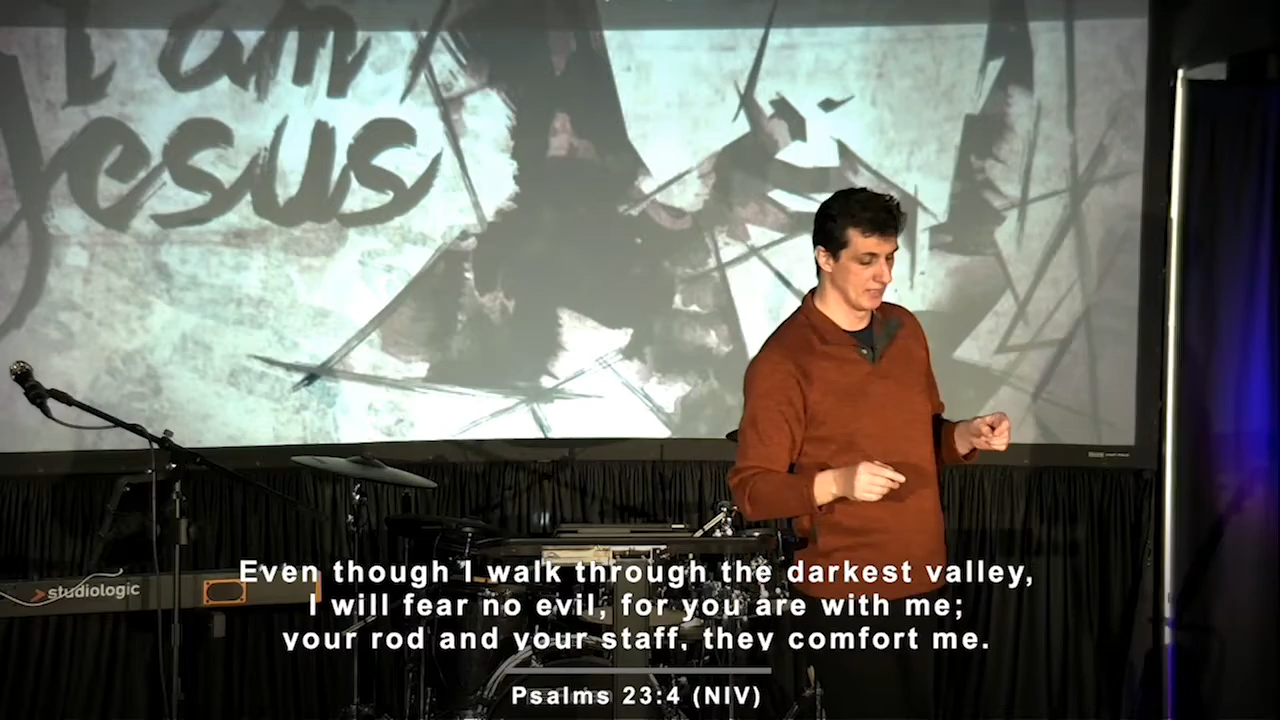 I am
Jesus
studiologic
Even though I walk through the darkest valley,
I will fear no evil, for you are with me;
your rod and your staff, they comfort me.
Psalms 23:4 (NIV)